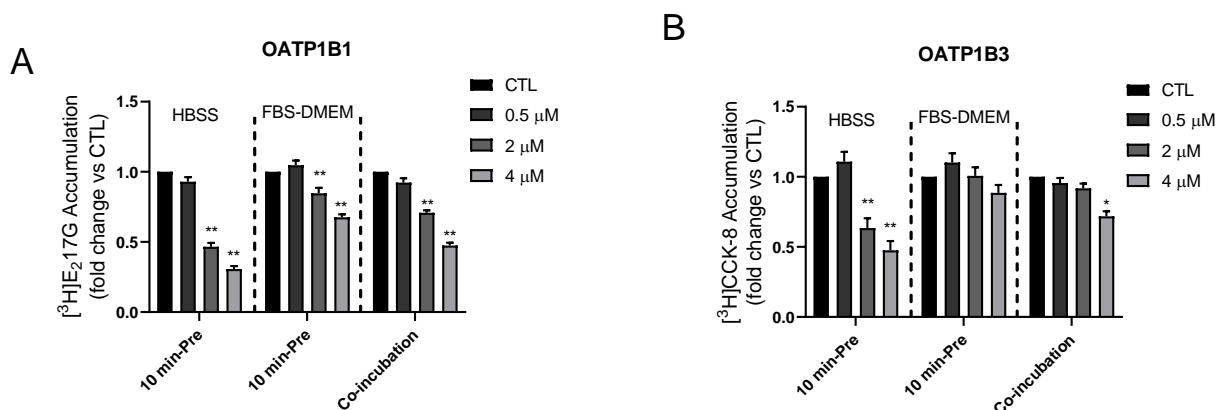 A
OATP1B1
[³H]E₂17G Accumulation
(fold change vs CTL)
1.5
1.0
0.5
0.0
HBSS
FBS-DMEM
**
**
**
**
**
**
10 min-Pre
10 min-Pre
Co-incubation
CTL
0.5 μM
2 μM
4 μM
B
OATP1B3
[³H]CCK-8 Accumulation
(fold change vs CTL)
1.5
1.0
0.5
0.0
HBSS
FBS-DMEM
**
**
*
10 min-Pre
10 min-Pre
Co-incubation
CTL
0.5 μM
2 μM
4 μM